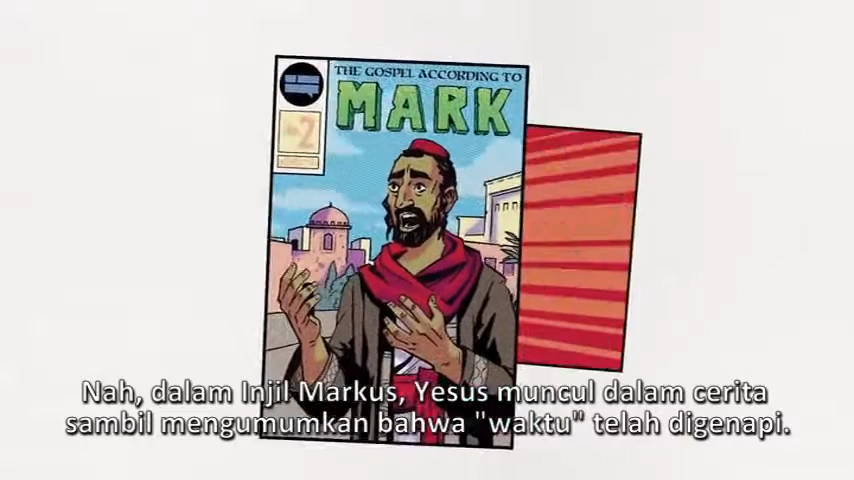 THE GOSPEL ACCORDING TO
MARK
2
Nah, dalam Injil Markus, Yesus muncul dalam cerita
sambil mengumumkan bahwa "waktu" telah digenapi.